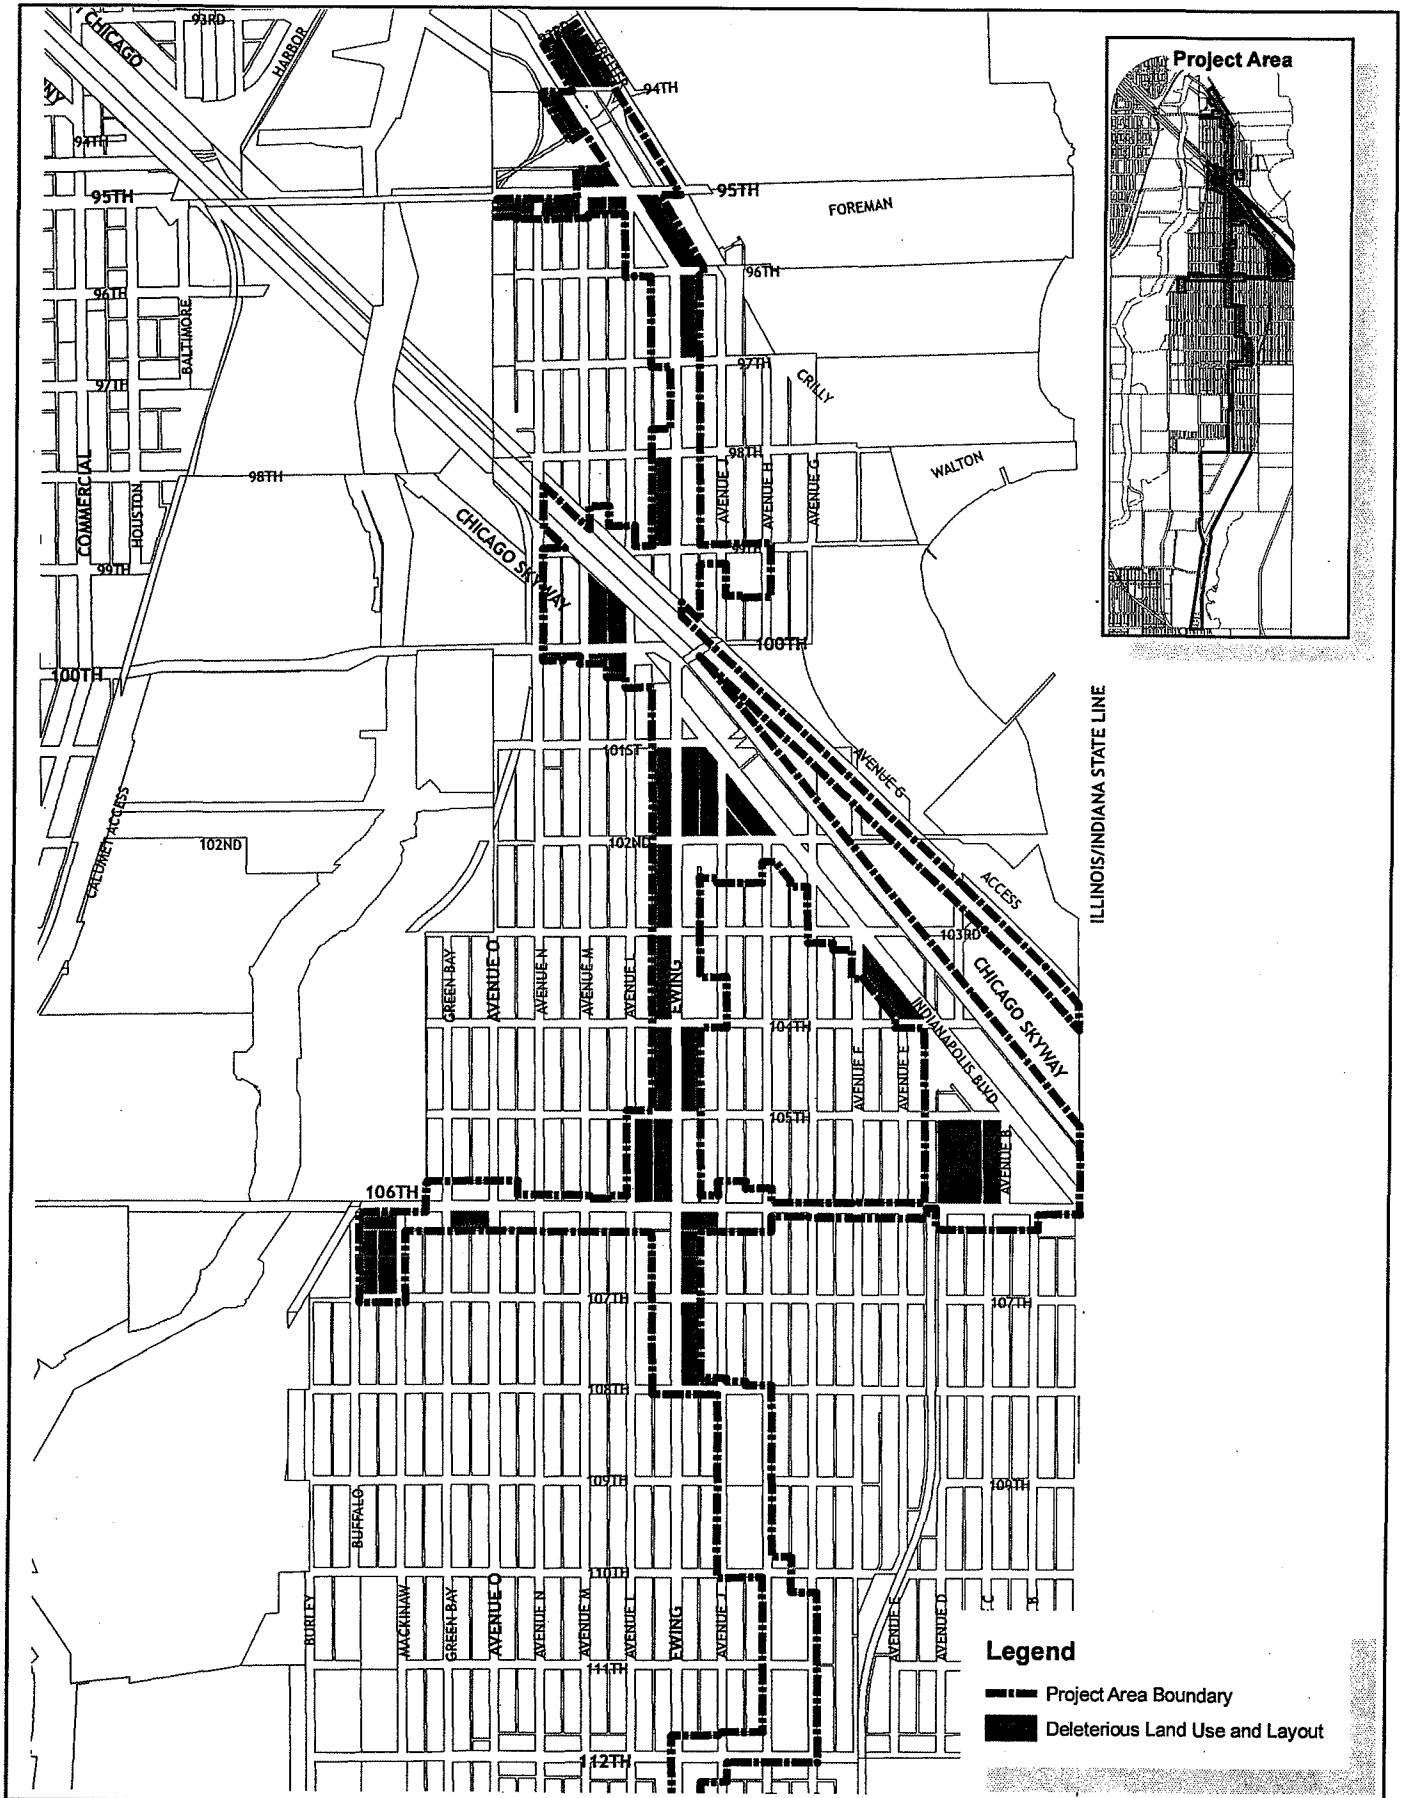 CHICAGO
93RD
HARBOR
KREITER
94TH
94TH
95TH
95TH
FOREMAN
96TH
96TH
BALTIMORE
97TH
97TH
CRILLY
98TH
98TH
WALTON
COMMERCIAL
HOUSTON
AVENUE J
AVENUE H
AVENUE G
CHICAGO SKYWAY
99TH
99TH
100TH
100TH
101ST
AVENUE G
CALUMET ACCESS
102ND
102ND
ACCESS
103RD
GREEN BAY
AVENUE O
AVENUE N
AVENUE M
AVENUE L
EWING
CHICAGO SKYWAY
INDIANAPOLIS BLVD
104TH
AVENUE F
AVENUE E
105TH
AVENUE B
106TH
107TH
107TH
108TH
109TH
109TH
BUFFALO
110TH
BURLEY
MACKINAW
GREEN BAY
AVENUE O
AVENUE N
AVENUE M
AVENUE L
EWING
AVENUE J
AVENUE E
AVENUE D
C
B
111TH
112TH
Project Area
ILLINOIS/INDIANA STATE LINE
Legend
Project Area Boundary
Deleterious Land Use and Layout